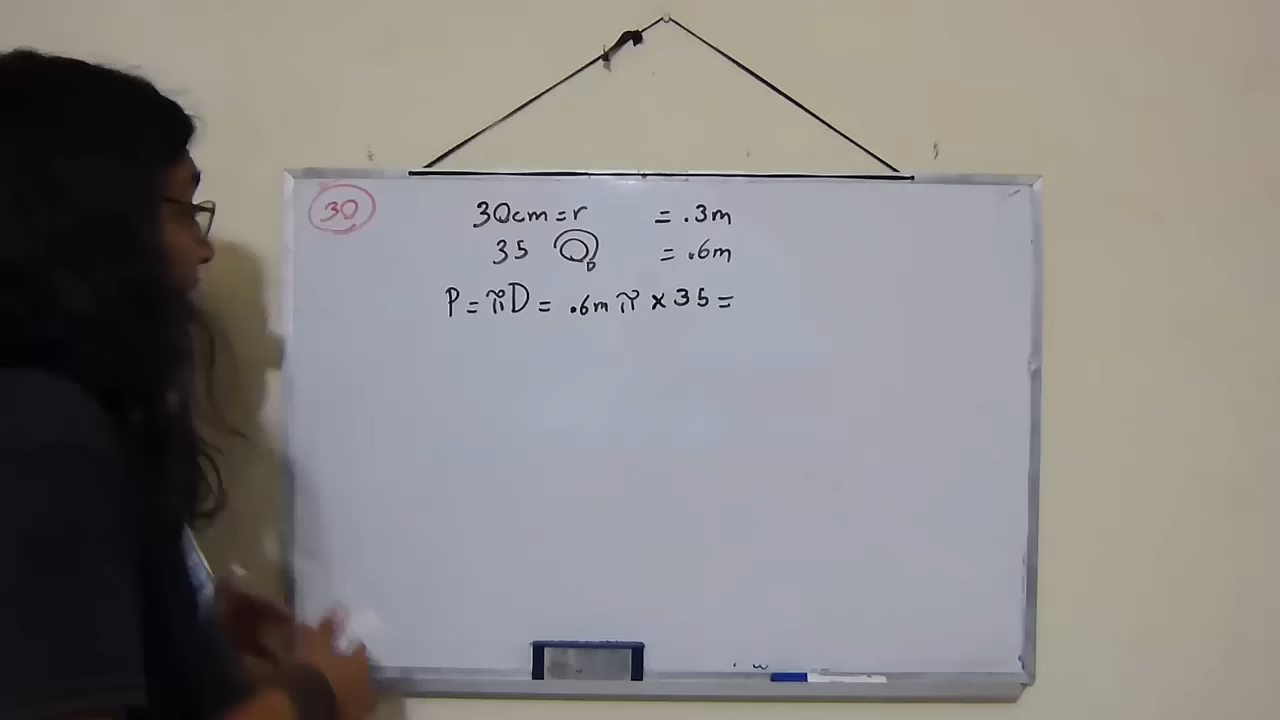 30
30cm = r = .3m
35 D = .6m
P = πD = .6m π x 35 =